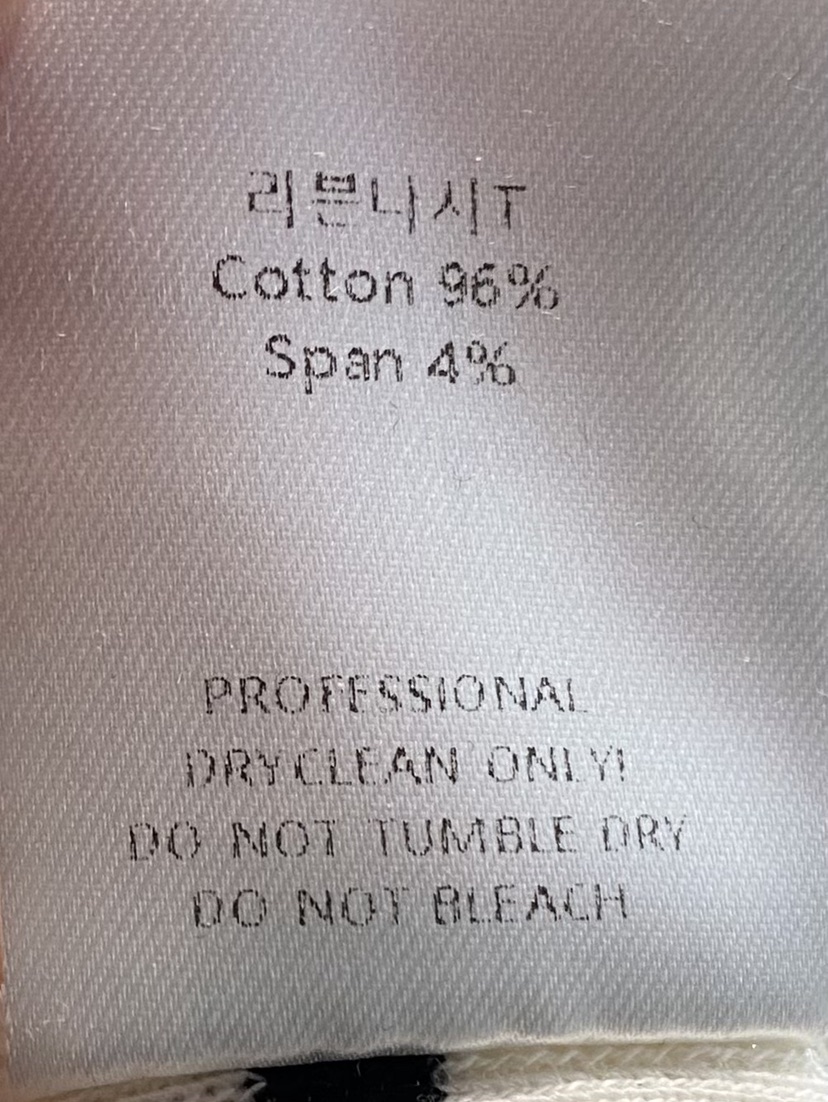 리본나시T
Cotton 96%
Span 4%
PROFESSIONAL
DRYCLEAN ONLY!
DO NOT TUMBLE DRY
DO NOT BLEACH